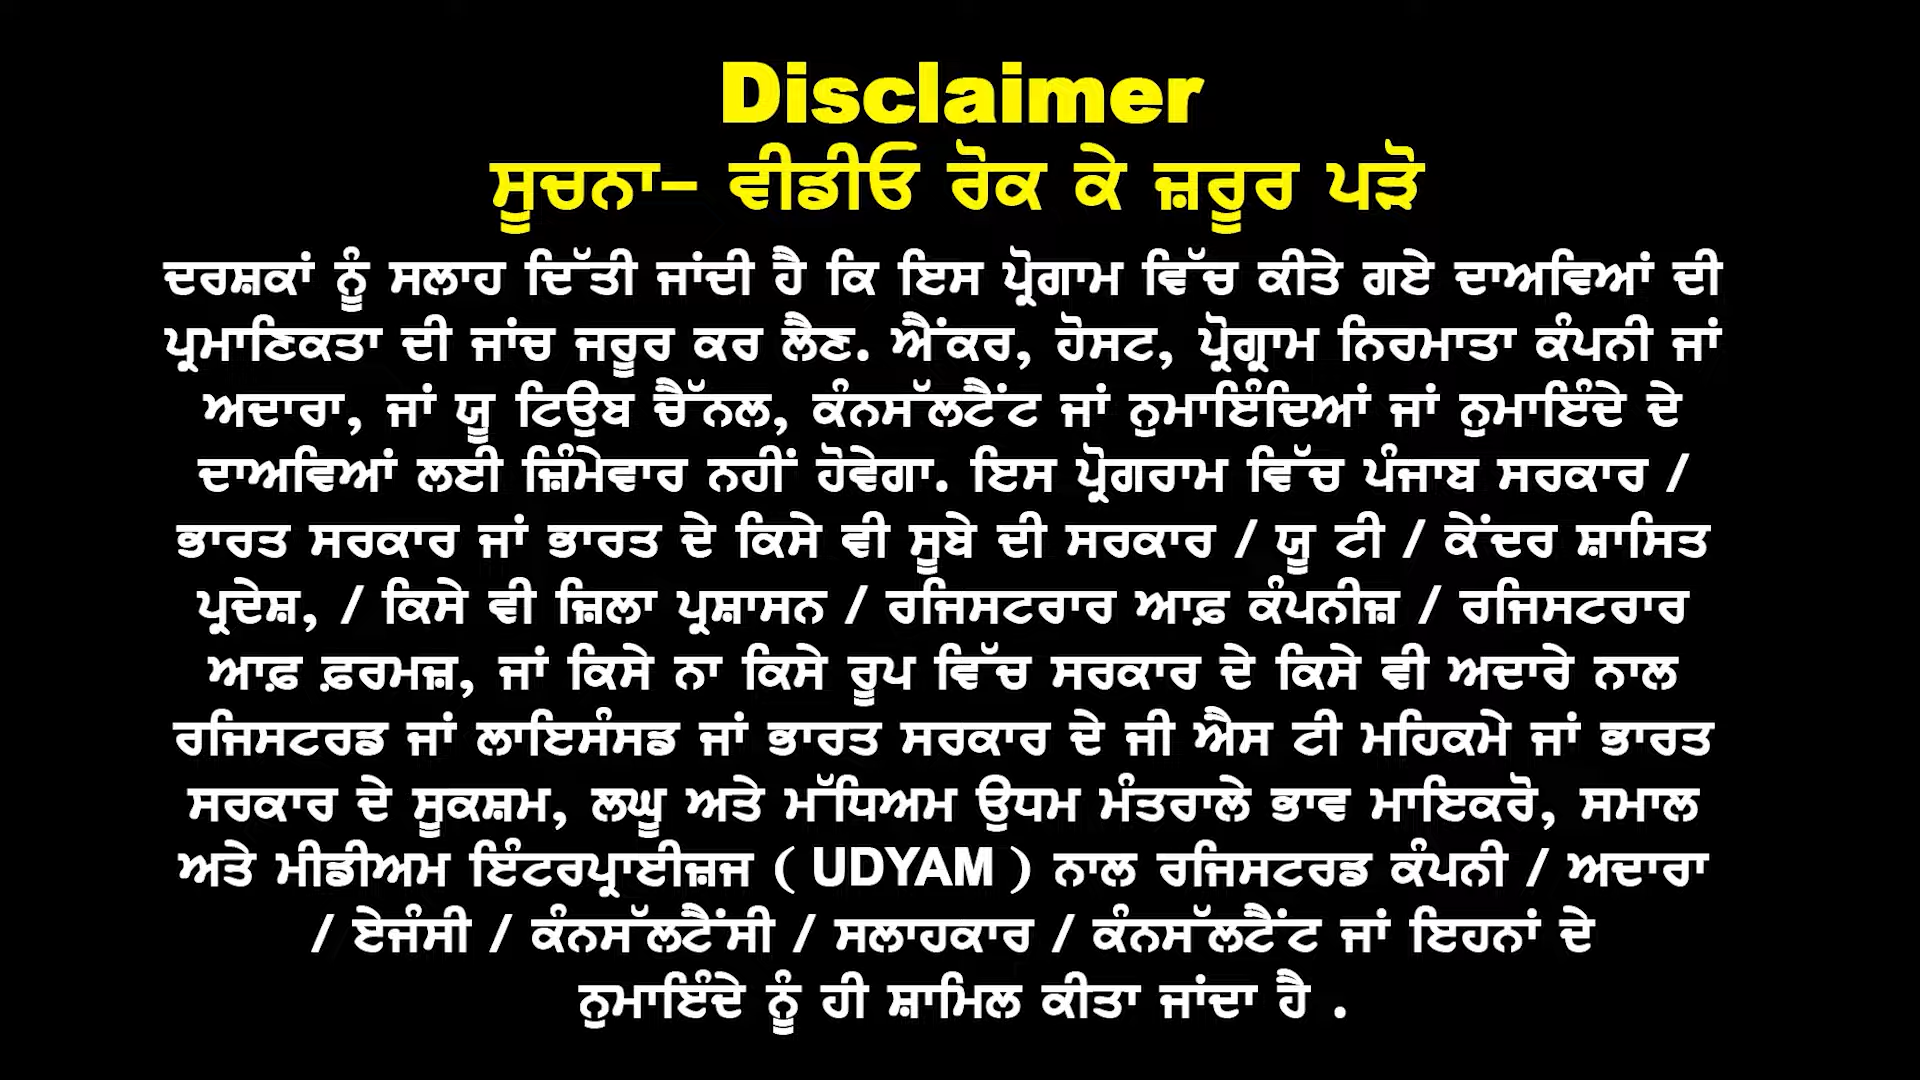 Disclaimer
ਸੂਚਨਾ- ਵੀਡੀਓ ਰੋਕ ਕੇ ਜ਼ਰੂਰ ਪੜੋ
ਦਰਸ਼ਕਾਂ ਨੂੰ ਸਲਾਹ ਦਿੱਤੀ ਜਾਂਦੀ ਹੈ ਕਿ ਇਸ ਪ੍ਰੋਗਾਮ ਵਿੱਚ ਕੀਤੇ ਗਏ ਦਾਅਵਿਆਂ ਦੀ
ਪ੍ਰਮਾਣਿਕਤਾ ਦੀ ਜਾਂਚ ਜਰੂਰ ਕਰ ਲੈਣ. ਐਂਕਰ, ਹੋਸਟ, ਪ੍ਰੋਗ੍ਰਾਮ ਨਿਰਮਾਤਾ ਕੰਪਨੀ ਜਾਂ
ਅਦਾਰਾ, ਜਾਂ ਯੂ ਟਿਊਬ ਚੈੱਨਲ, ਕੰਨਸੱਲਟੈਂਟ ਜਾਂ ਨੁਮਾਇੰਦਿਆਂ ਜਾਂ ਨੁਮਾਇੰਦੇ ਦੇ
ਦਾਅਵਿਆਂ ਲਈ ਜ਼ਿੰਮੇਵਾਰ ਨਹੀਂ ਹੋਵੇਗਾ. ਇਸ ਪ੍ਰੋਗਰਾਮ ਵਿੱਚ ਪੰਜਾਬ ਸਰਕਾਰ /
ਭਾਰਤ ਸਰਕਾਰ ਜਾਂ ਭਾਰਤ ਦੇ ਕਿਸੇ ਵੀ ਸੂਬੇ ਦੀ ਸਰਕਾਰ / ਯੂ ਟੀ / ਕੇਂਦਰ ਸ਼ਾਸਿਤ
ਪ੍ਰਦੇਸ਼, / ਕਿਸੇ ਵੀ ਜ਼ਿਲਾ ਪ੍ਰਸ਼ਾਸਨ / ਰਜਿਸਟਰਾਰ ਆਫ਼ ਕੰਪਨੀਜ਼ / ਰਜਿਸਟਰਾਰ
ਆਫ਼ ਫ਼ਰਮਜ਼, ਜਾਂ ਕਿਸੇ ਨਾ ਕਿਸੇ ਰੂਪ ਵਿੱਚ ਸਰਕਾਰ ਦੇ ਕਿਸੇ ਵੀ ਅਦਾਰੇ ਨਾਲ
ਰਜਿਸਟਰਡ ਜਾਂ ਲਾਇਸੰਸਡ ਜਾਂ ਭਾਰਤ ਸਰਕਾਰ ਦੇ ਜੀ ਐਸ ਟੀ ਮਹਿਕਮੇ ਜਾਂ ਭਾਰਤ
ਸਰਕਾਰ ਦੇ ਸੂਕਸ਼ਮ, ਲਘੂ ਅਤੇ ਮੱਧਿਅਮ ਉਧਮ ਮੰਤਰਾਲੇ ਭਾਵ ਮਾਇਕਰੋ, ਸਮਾਲ
ਅਤੇ ਮੀਡੀਅਮ ਇੰਟਰਪ੍ਰਾਈਜ਼ਜ ( UDYAM ) ਨਾਲ ਰਜਿਸਟਰਡ ਕੰਪਨੀ / ਅਦਾਰਾ
/ ਏਜੰਸੀ / ਕੰਨਸੱਲਟੈਂਸੀ / ਸਲਾਹਕਾਰ / ਕੰਨਸੱਲਟੈਂਟ ਜਾਂ ਇਹਨਾਂ ਦੇ
ਨੁਮਾਇੰਦੇ ਨੂੰ ਹੀ ਸ਼ਾਮਿਲ ਕੀਤਾ ਜਾਂਦਾ ਹੈ .